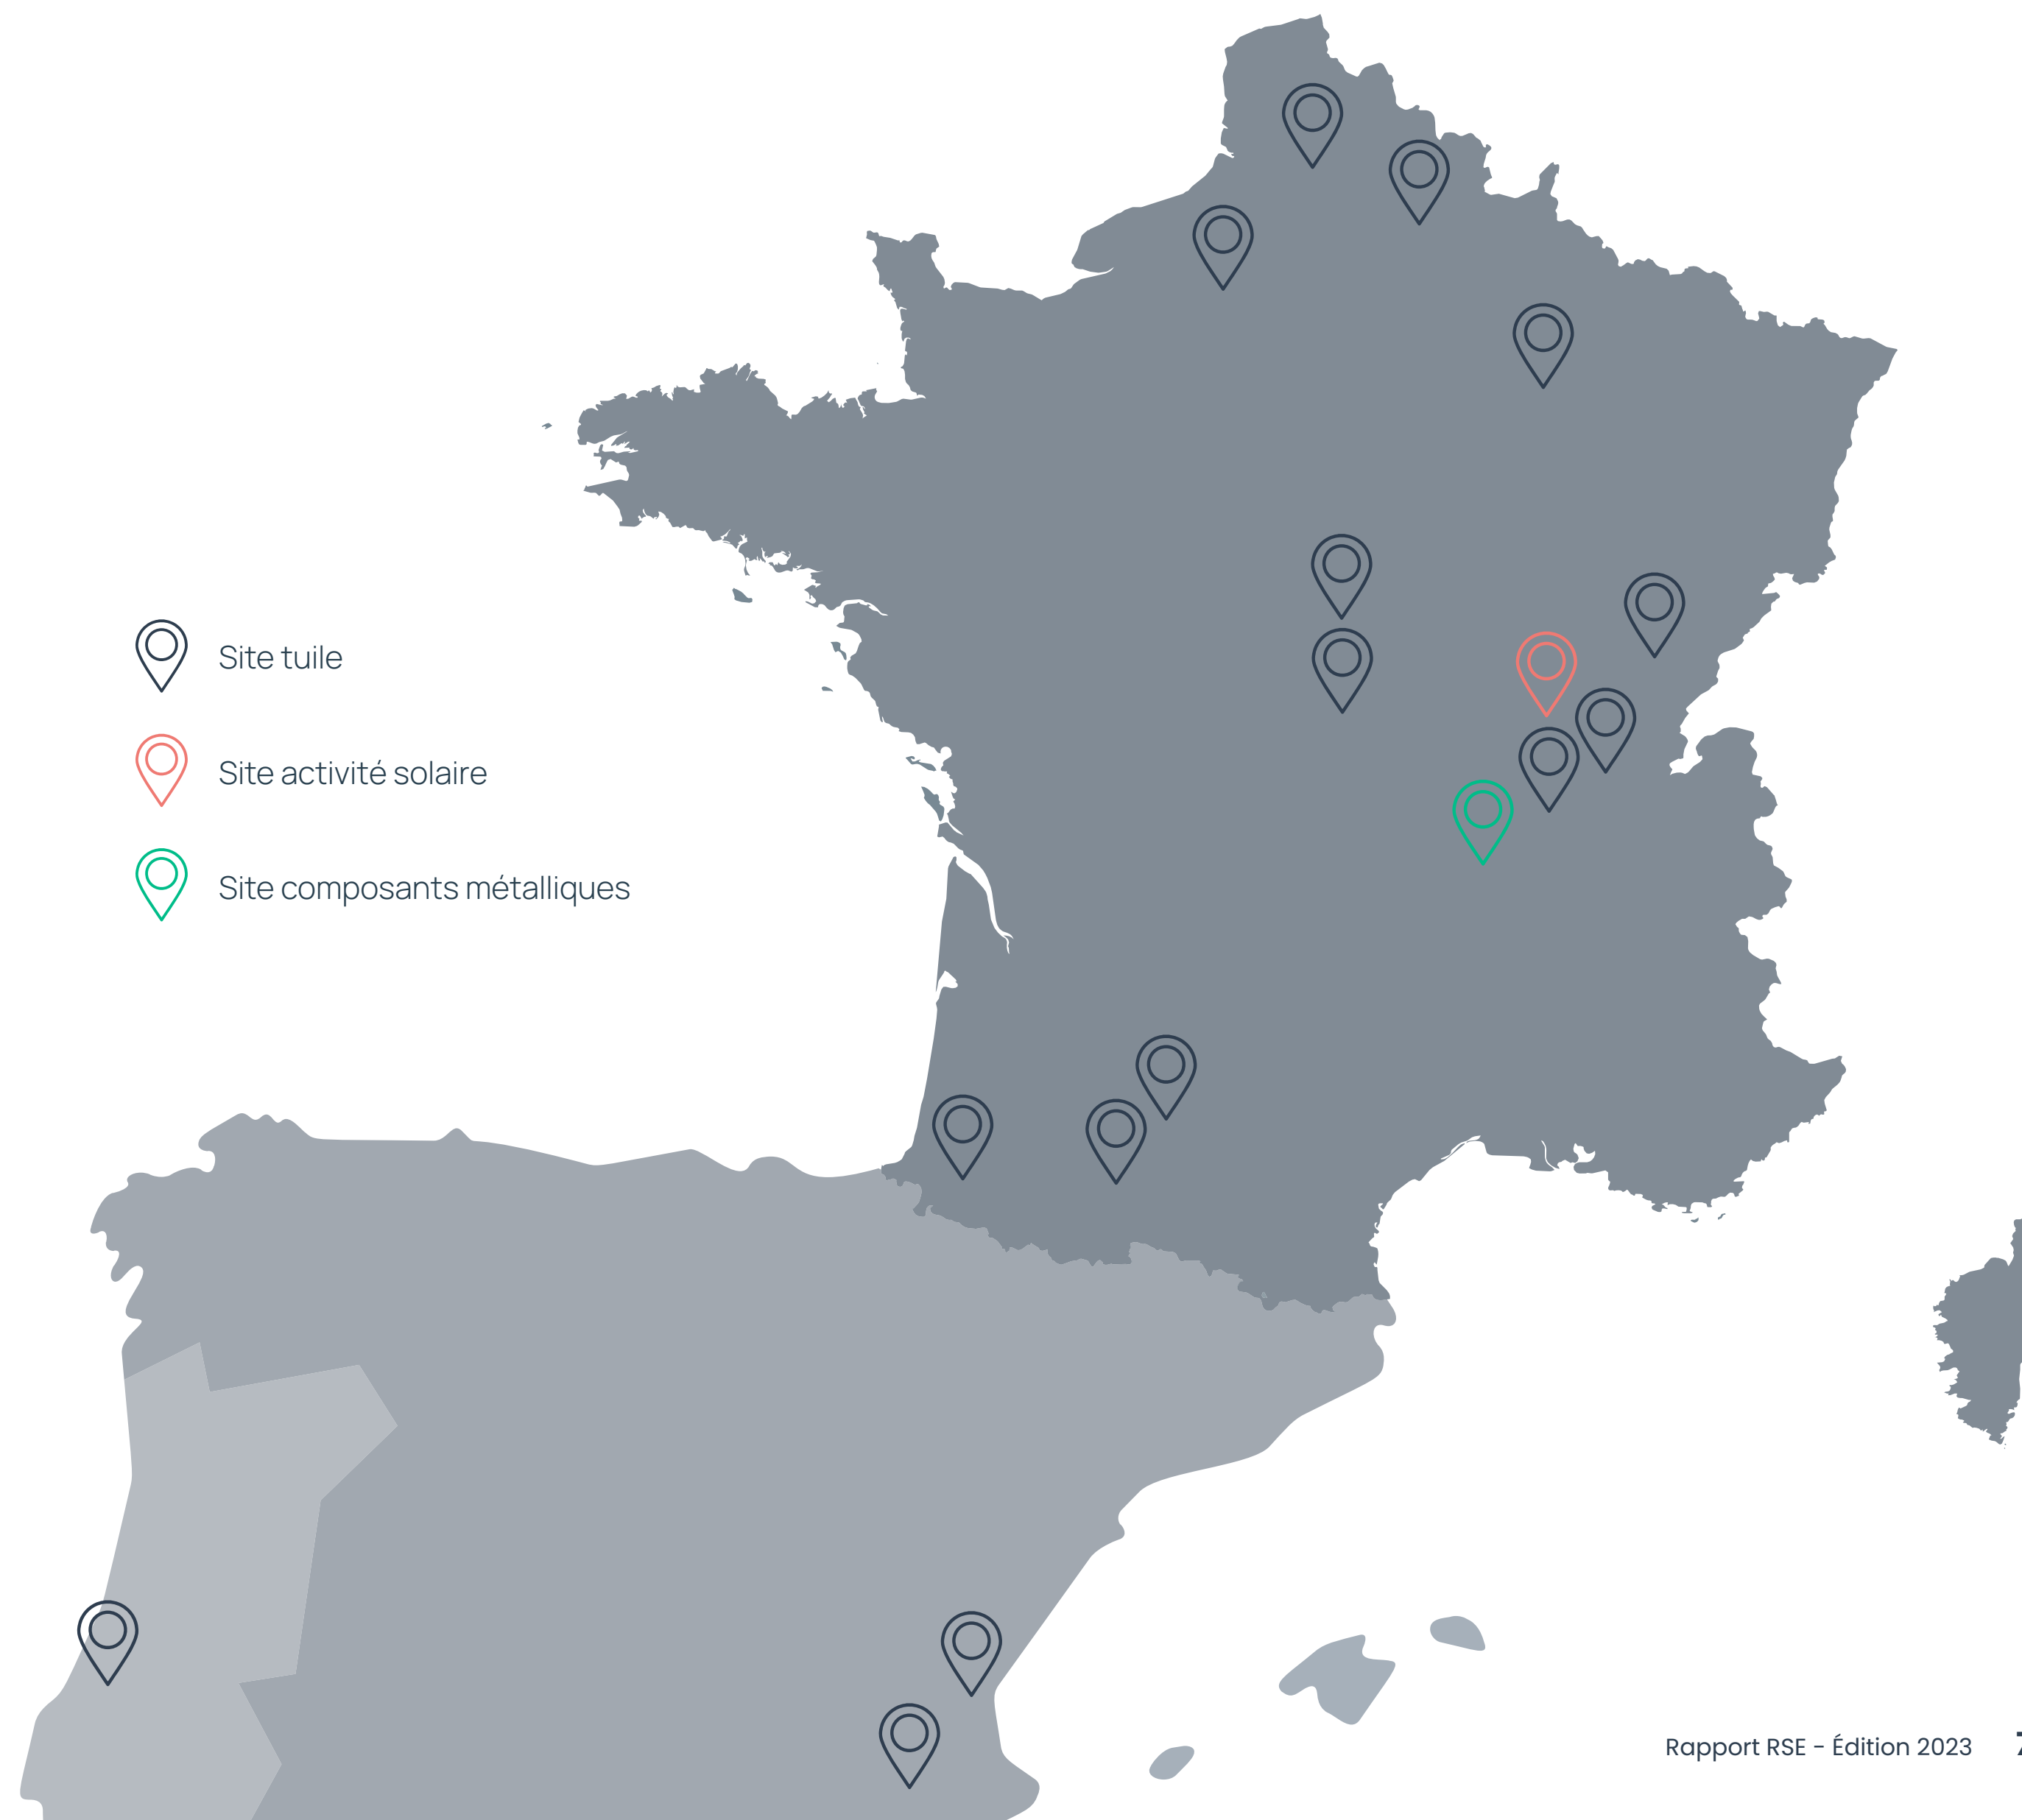 Site tuile
Site activité solaire
Site composants métalliques
Rapport RSE - Édition 2023